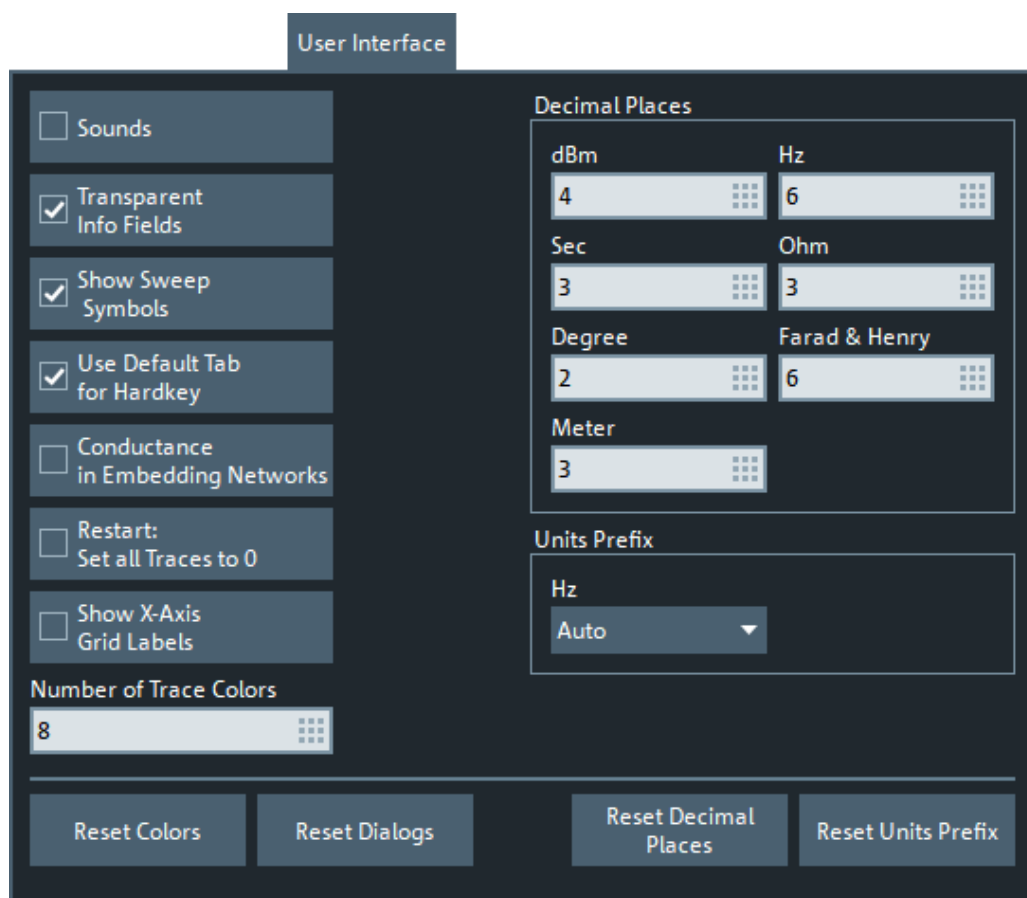 User Interface
Sounds
Transparent
Info Fields
Show Sweep
Symbols
Use Default Tab
for Hardkey
Conductance
in Embedding Networks
Restart:
Set all Traces to 0
Show X-Axis
Grid Labels
Number of Trace Colors
8
Decimal Places
dBm
Hz
4
6
Sec
Ohm
3
3
Degree
Farad & Henry
2
6
Meter
3
Units Prefix
Hz
Auto
Reset Colors
Reset Dialogs
Reset Decimal
Places
Reset Units Prefix